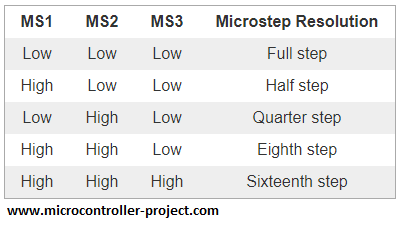 MS1 MS2 MS3 Microstep Resolution
Low Low Low Full step
High Low Low Half step
Low High Low Quarter step
High High Low Eighth step
High High High Sixteenth step
www.microcontroller-project.com